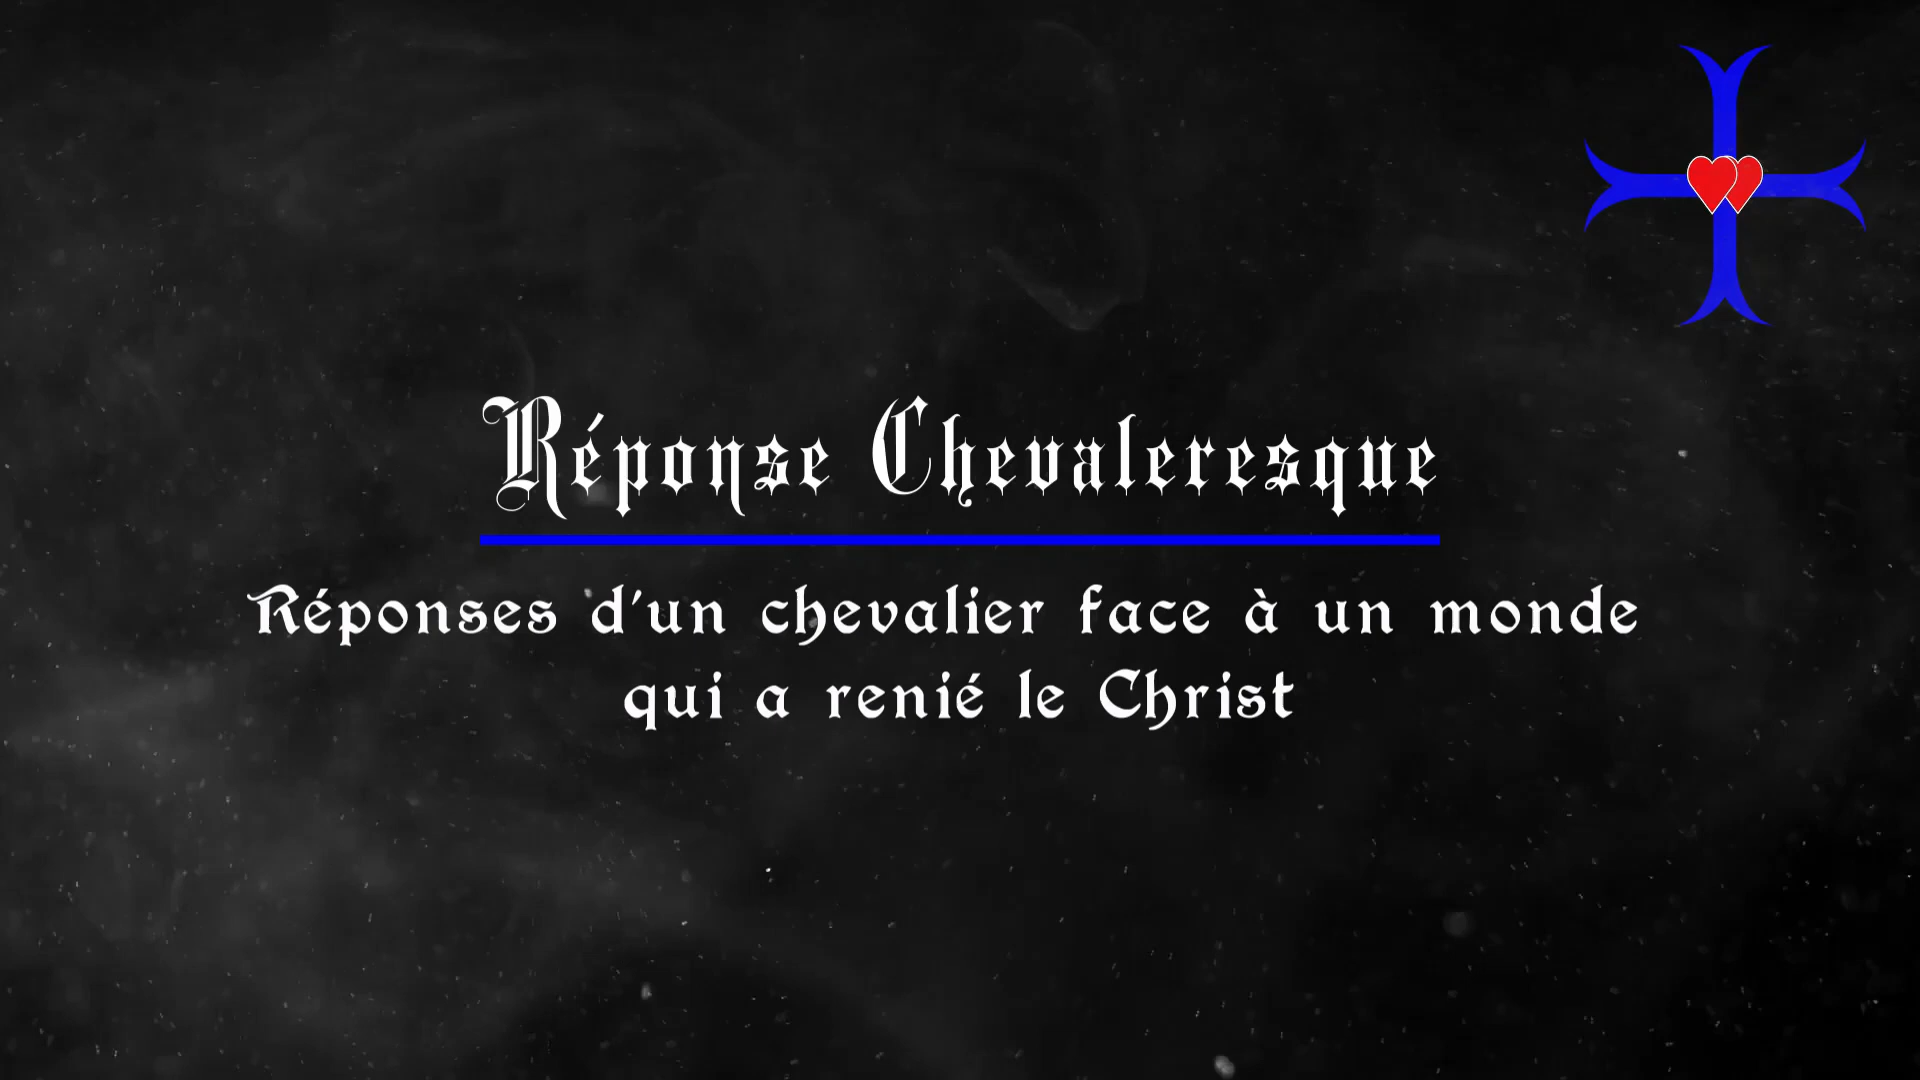 Réponse Chevaleresque
Réponses d'un chevalier face à un monde
qui a renié le Christ